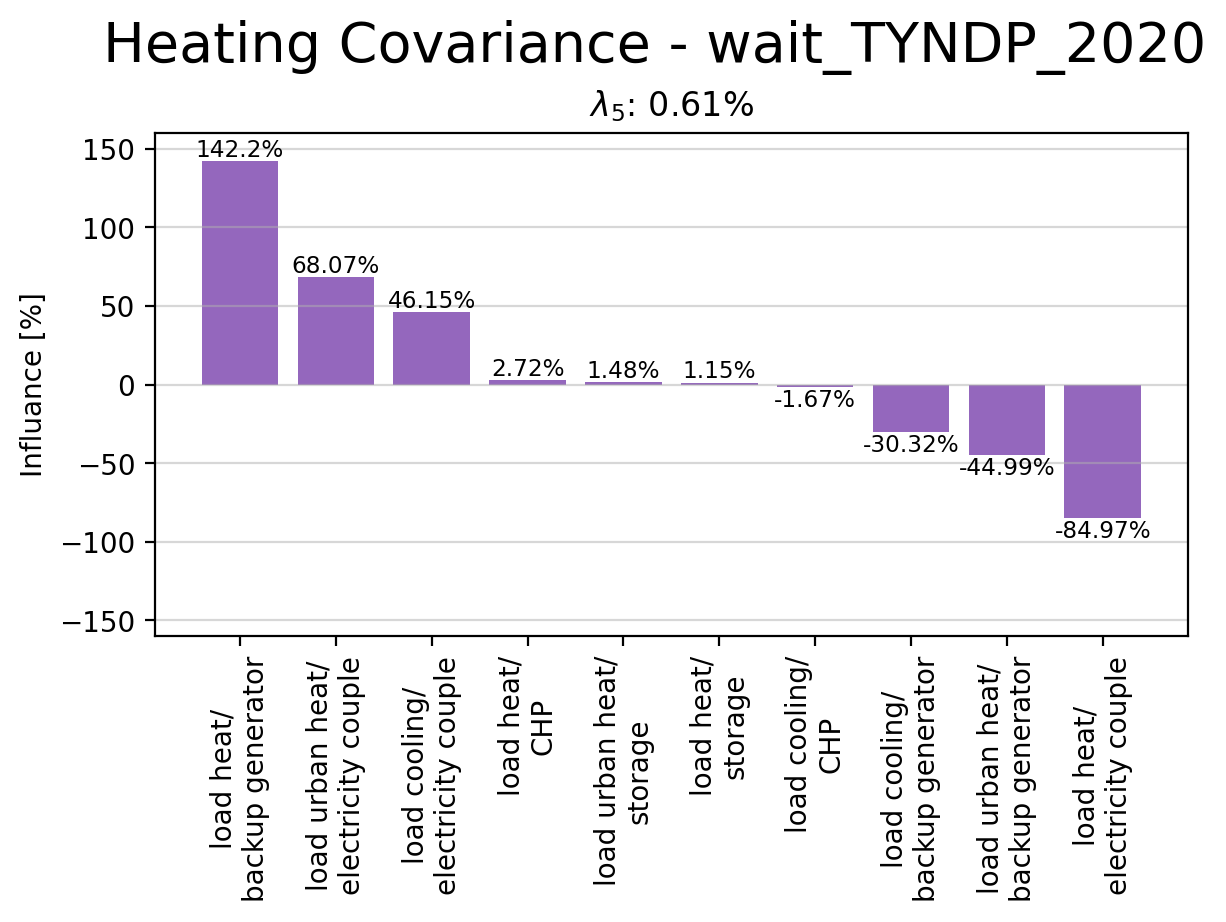 Heating Covariance - wait_TYNDP_2020
λ5: 0.61%
Influance [%]
150
100
50
0
−50
−100
−150
142.2%
68.07%
46.15%
2.72%
1.48%
1.15%
-1.67%
-30.32%
-44.99%
-84.97%
load heat/
backup generator
load urban heat/
electricity couple
load cooling/
electricity couple
load heat/
CHP
load urban heat/
storage
load heat/
storage
load cooling/
CHP
load cooling/
backup generator
load urban heat/
backup generator
load heat/
electricity couple